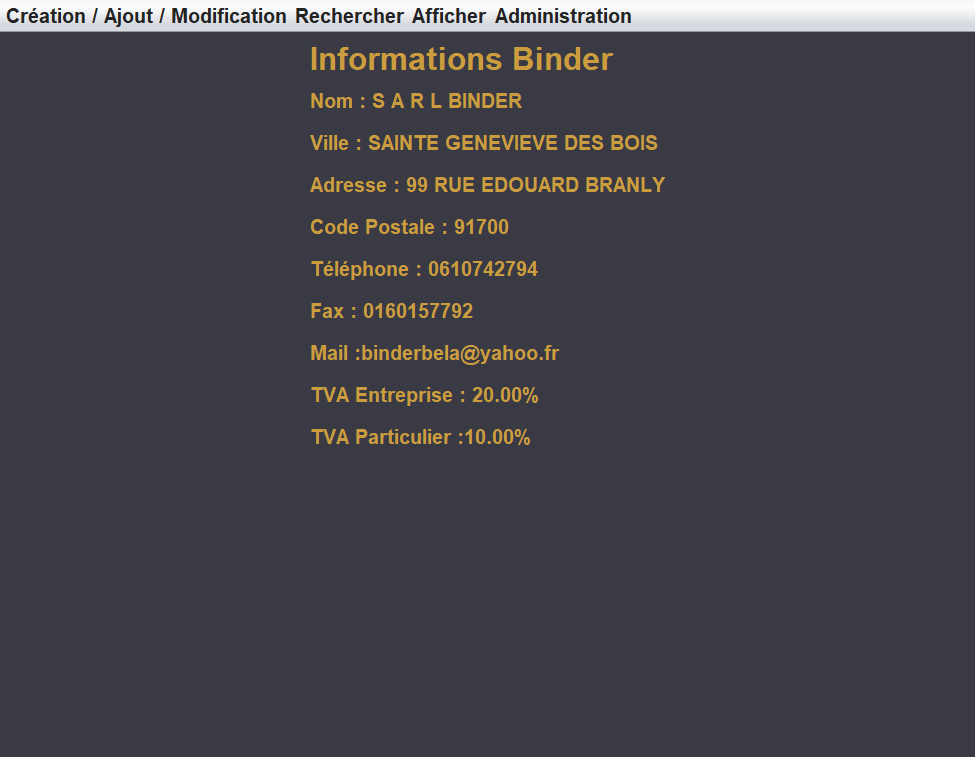 Création / Ajout / Modification Rechercher Afficher Administration
Informations Binder
Nom : S A R L BINDER
Ville : SAINTE GENEVIEVE DES BOIS
Adresse : 99 RUE EDOUARD BRANLY
Code Postale : 91700
Téléphone : 0610742794
Fax : 0160157792
Mail :binderbela@yahoo.fr
TVA Entreprise : 20.00%
TVA Particulier :10.00%